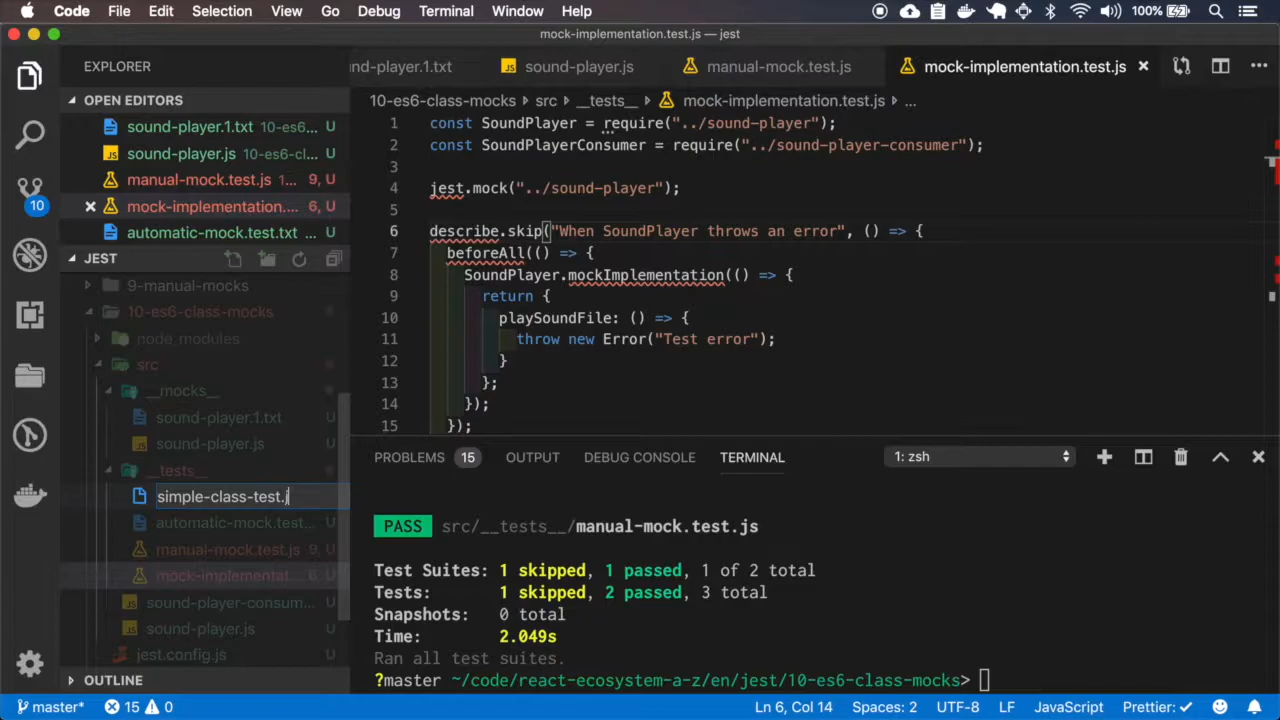 Code File Edit Selection View Go Debug Terminal Window Help 100%
mock-implementation.test.js — jest
EXPLORER
nd-player.1.txt sound-player.js manual-mock.test.js mock-implementation.test.js
OPEN EDITORS
sound-player.1.txt 10-es6-class... U
sound-player.js 10-es6-cl... U
manual-mock.test.js 1... 9, U
mock-implementation.... 6, U
automatic-mock.test.txt ... U
JEST
9-manual-mocks
10-es6-class-mocks
node_modules
src
__mocks__
sound-player.1.txt U
sound-player.js U
__tests__
simple-class-test.j
automatic-mock.test... U
manual-mock.test.js 9, U
mock-implementat... 6, U
sound-player-consum... U
sound-player.js U
jest.config.js U
OUTLINE
10
10-es6-class-mocks › src › __tests__ › mock-implementation.test.js › ...
1 const SoundPlayer = require("../sound-player");
2 const SoundPlayerConsumer = require("../sound-player-consumer");
3
4 jest.mock("../sound-player");
5
6 describe.skip("When SoundPlayer throws an error", () => {
7 beforeAll(() => {
8 SoundPlayer.mockImplementation(() => {
9 return {
10 playSoundFile: () => {
11 throw new Error("Test error");
12 }
13 };
14 });
15 });
PROBLEMS 15 OUTPUT DEBUG CONSOLE TERMINAL 1: zsh
PASS src/__tests__/manual-mock.test.js
Test Suites: 1 skipped, 1 passed, 1 of 2 total
Tests: 1 skipped, 2 passed, 3 total
Snapshots: 0 total
Time: 2.049s
Ran all test suites.
?master ~/code/react-ecosystem-a-z/en/jest/10-es6-class-mocks>
master* 15 0 Ln 6, Col 14 Spaces: 2 UTF-8 LF JavaScript Prettier: ✓